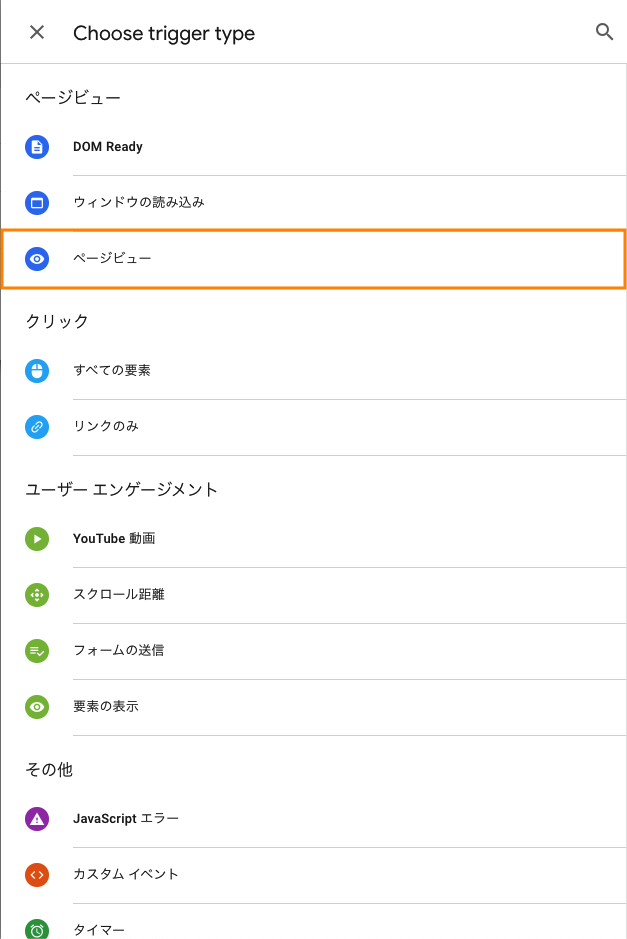 Choose trigger type
ページビュー
DOM Ready
ウィンドウの読み込み
ページビュー
クリック
すべての要素
リンクのみ
ユーザー エンゲージメント
YouTube 動画
スクロール距離
フォームの送信
要素の表示
その他
JavaScript エラー
カスタム イベント
タイマー